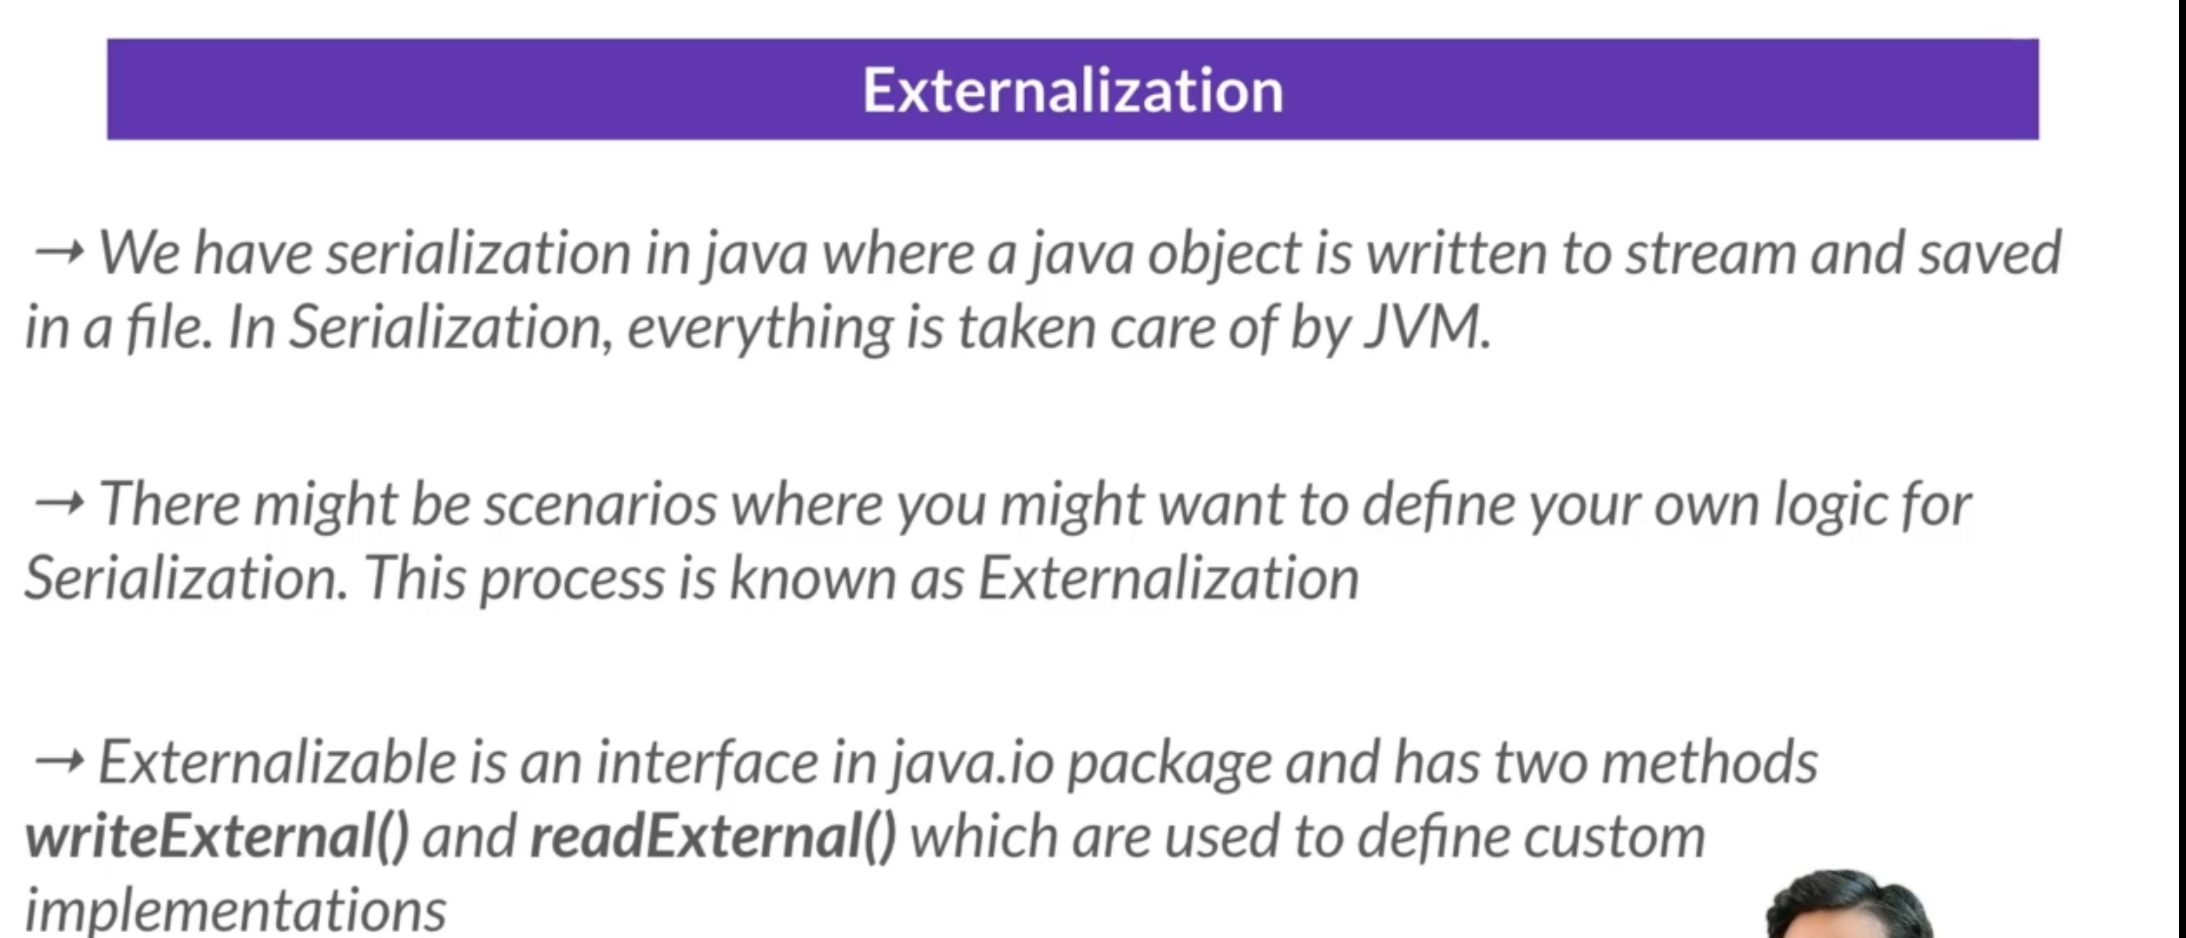 Externalization
→ We have serialization in java where a java object is written to stream and saved
in a file. In Serialization, everything is taken care of by JVM.
→ There might be scenarios where you might want to define your own logic for
Serialization. This process is known as Externalization
→ Externalizable is an interface in java.io package and has two methods
writeExternal() and readExternal() which are used to define custom
implementations